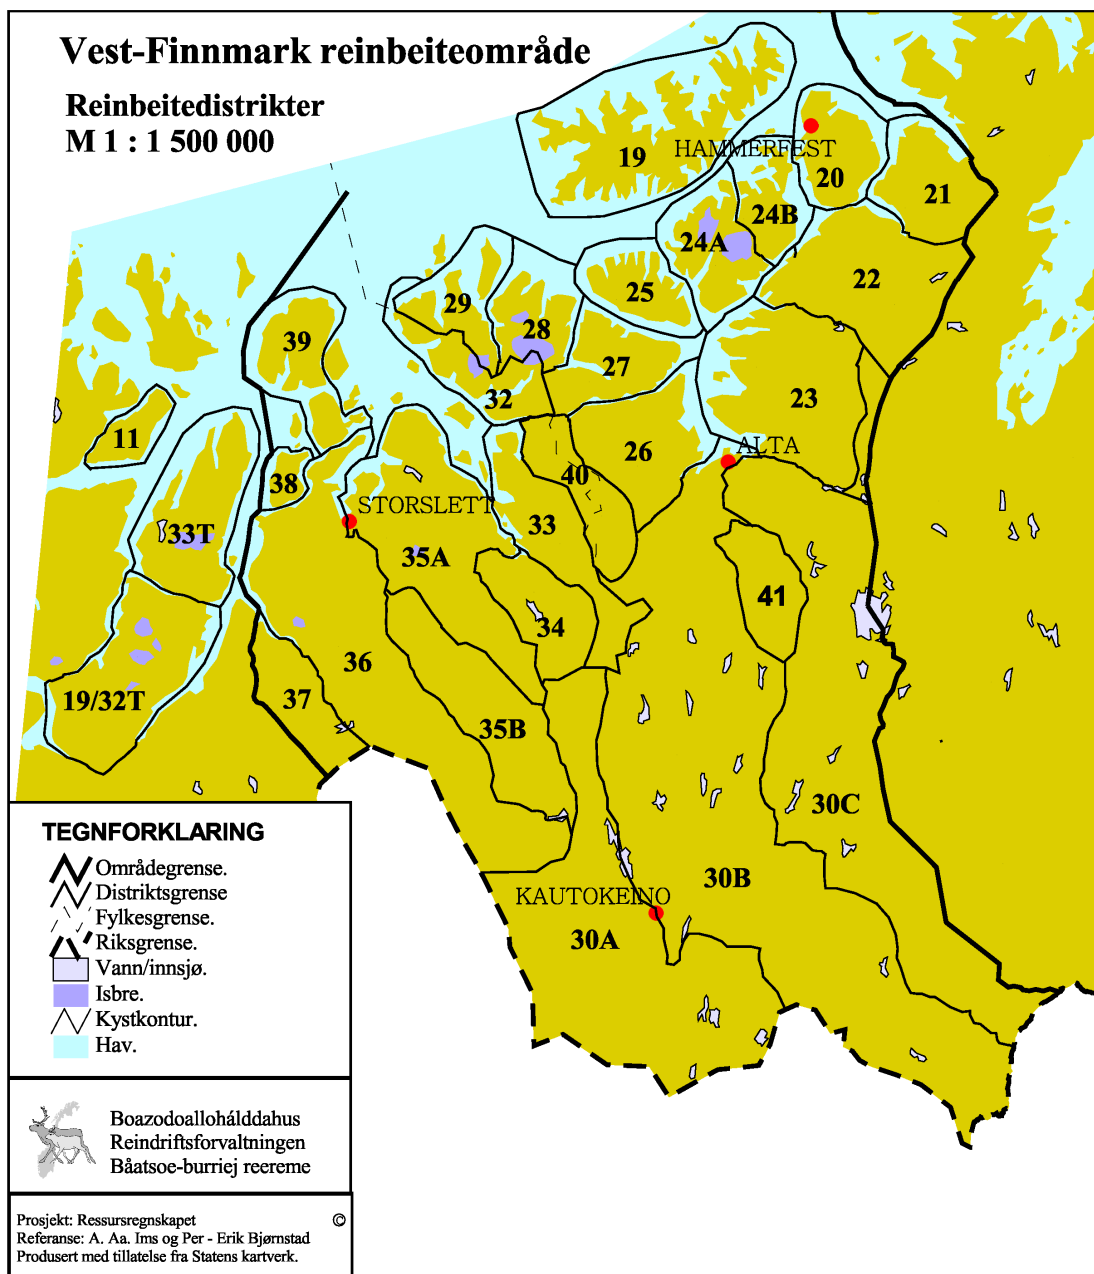 Vest-Finnmark reinbeiteområde
Reinbeitedistrikter
M 1 : 1 500 000
19
HAMMERFEST
20
21
24B
24A
22
25
29
28
39
27
23
32
11
26
ALTA
40
38
STORSLETT
33
33T
35A
41
34
36
37
19/32T
35B
30C
30B
KAUTOKEINO
30A
TEGNFORKLARING
Områdegrense.
Distriktsgrense
Fylkesgrense.
Riksgrense.
Vann/innsjø.
Isbre.
Kystkontur.
Hav.
Boazodoallohálddahus
Reindriftsforvaltningen
Båatsoe-burriej reereme
Prosjekt: Ressursregnskapet ©
Referanse: A. Aa. Ims og Per - Erik Bjørnstad
Produsert med tillatelse fra Statens kartverk.